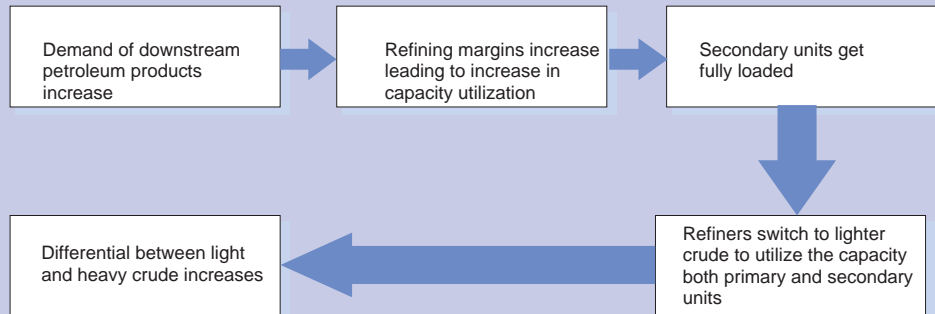 Demand of downstream
petroleum products
increase
Refining margins increase
leading to increase in
capacity utilization
Secondary units get
fully loaded
Refiners switch to lighter
crude to utilize the capacity
both primary and secondary
units
Differential between light
and heavy crude increases